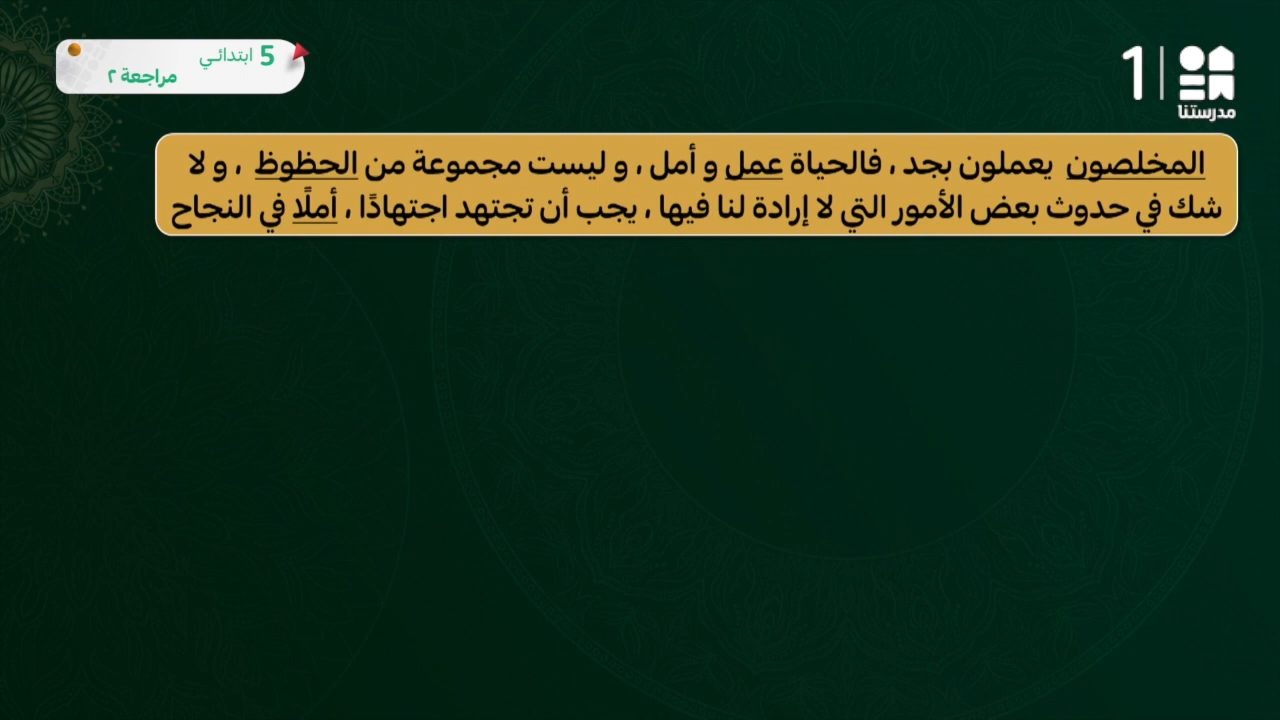 5 ابتدائي
مراجعة ٢
1
مدرستنا
المخلصون يعملون بجد ، فالحياة عمل و أمل ، و ليست مجموعة من الحظوظ ، و لا
شك في حدوث بعض الأمور التي لا إرادة لنا فيها ، يجب أن تجتهد اجتهادًا ، أملًا في النجاح